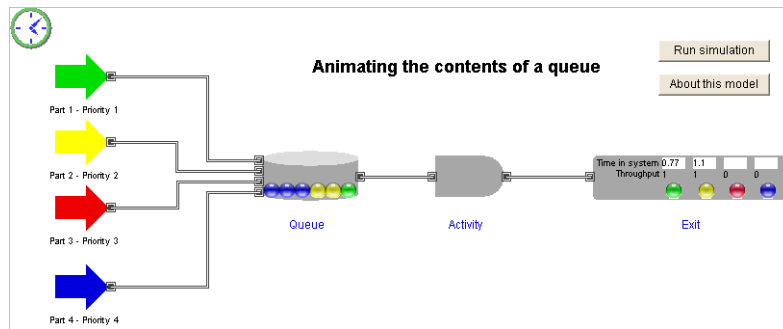 Animating the contents of a queue
Run simulation
About this model
Part 1 - Priority 1
Part 2 - Priority 2
Part 3 - Priority 3
Part 4 - Priority 4
Queue
Activity
Time in system 0.77 1.1
Throughput 1 1 0 0
Exit